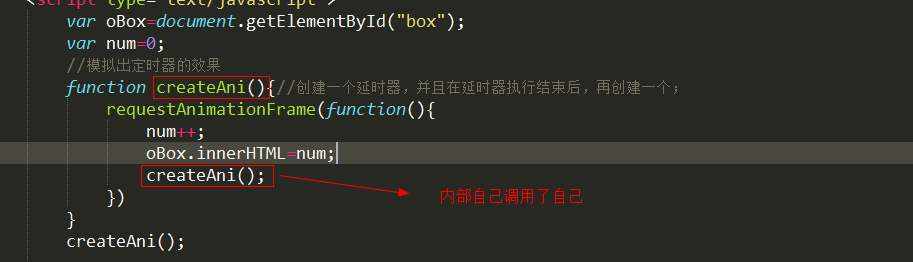 <script type="text/javascript">
var oBox=document.getElementById("box");
var num=0;
//模拟出定时器的效果
function createAni(){//创建一个延时器，并且在延时器执行结束后，再创建一个；
requestAnimationFrame(function(){
num++;
oBox.innerHTML=num;
createAni();
内部自己调用了自己
})
}
createAni();